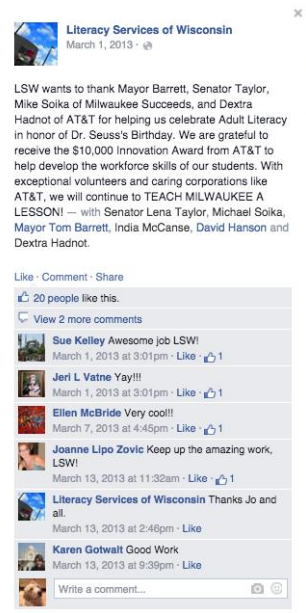 Literacy Services of Wisconsin
March 1, 2013 ·
LSW wants to thank Mayor Barrett, Senator Taylor,
Mike Soika of Milwaukee Succeeds, and Dextra
Hadnot of AT&T for helping us celebrate Adult Literacy
in honor of Dr. Seuss's Birthday. We are grateful to
receive the $10,000 Innovation Award from AT&T to
help develop the workforce skills of our students. With
exceptional volunteers and caring corporations like
AT&T, we will continue to TEACH MILWAUKEE A
LESSON! — with Senator Lena Taylor, Michael Soika,
Mayor Tom Barrett, India McCanse, David Hanson and
Dextra Hadnot.
Like · Comment · Share
20 people like this.
View 2 more comments
Sue Kelley Awesome job LSW!
March 1, 2013 at 3:01pm · Like · 1
Jeri L Vatne Yay!!!
March 1, 2013 at 3:01pm · Like · 1
Ellen McBride Very cool!!
March 7, 2013 at 4:45pm · Like · 1
Joanne Lipo Zovic Keep up the amazing work,
LSW!
March 13, 2013 at 11:32am · Like · 1
Literacy Services of Wisconsin Thanks Jo and
all.
March 13, 2013 at 2:46pm · Like
Karen Gotwalt Good Work
March 13, 2013 at 9:39pm · Like
Write a comment...